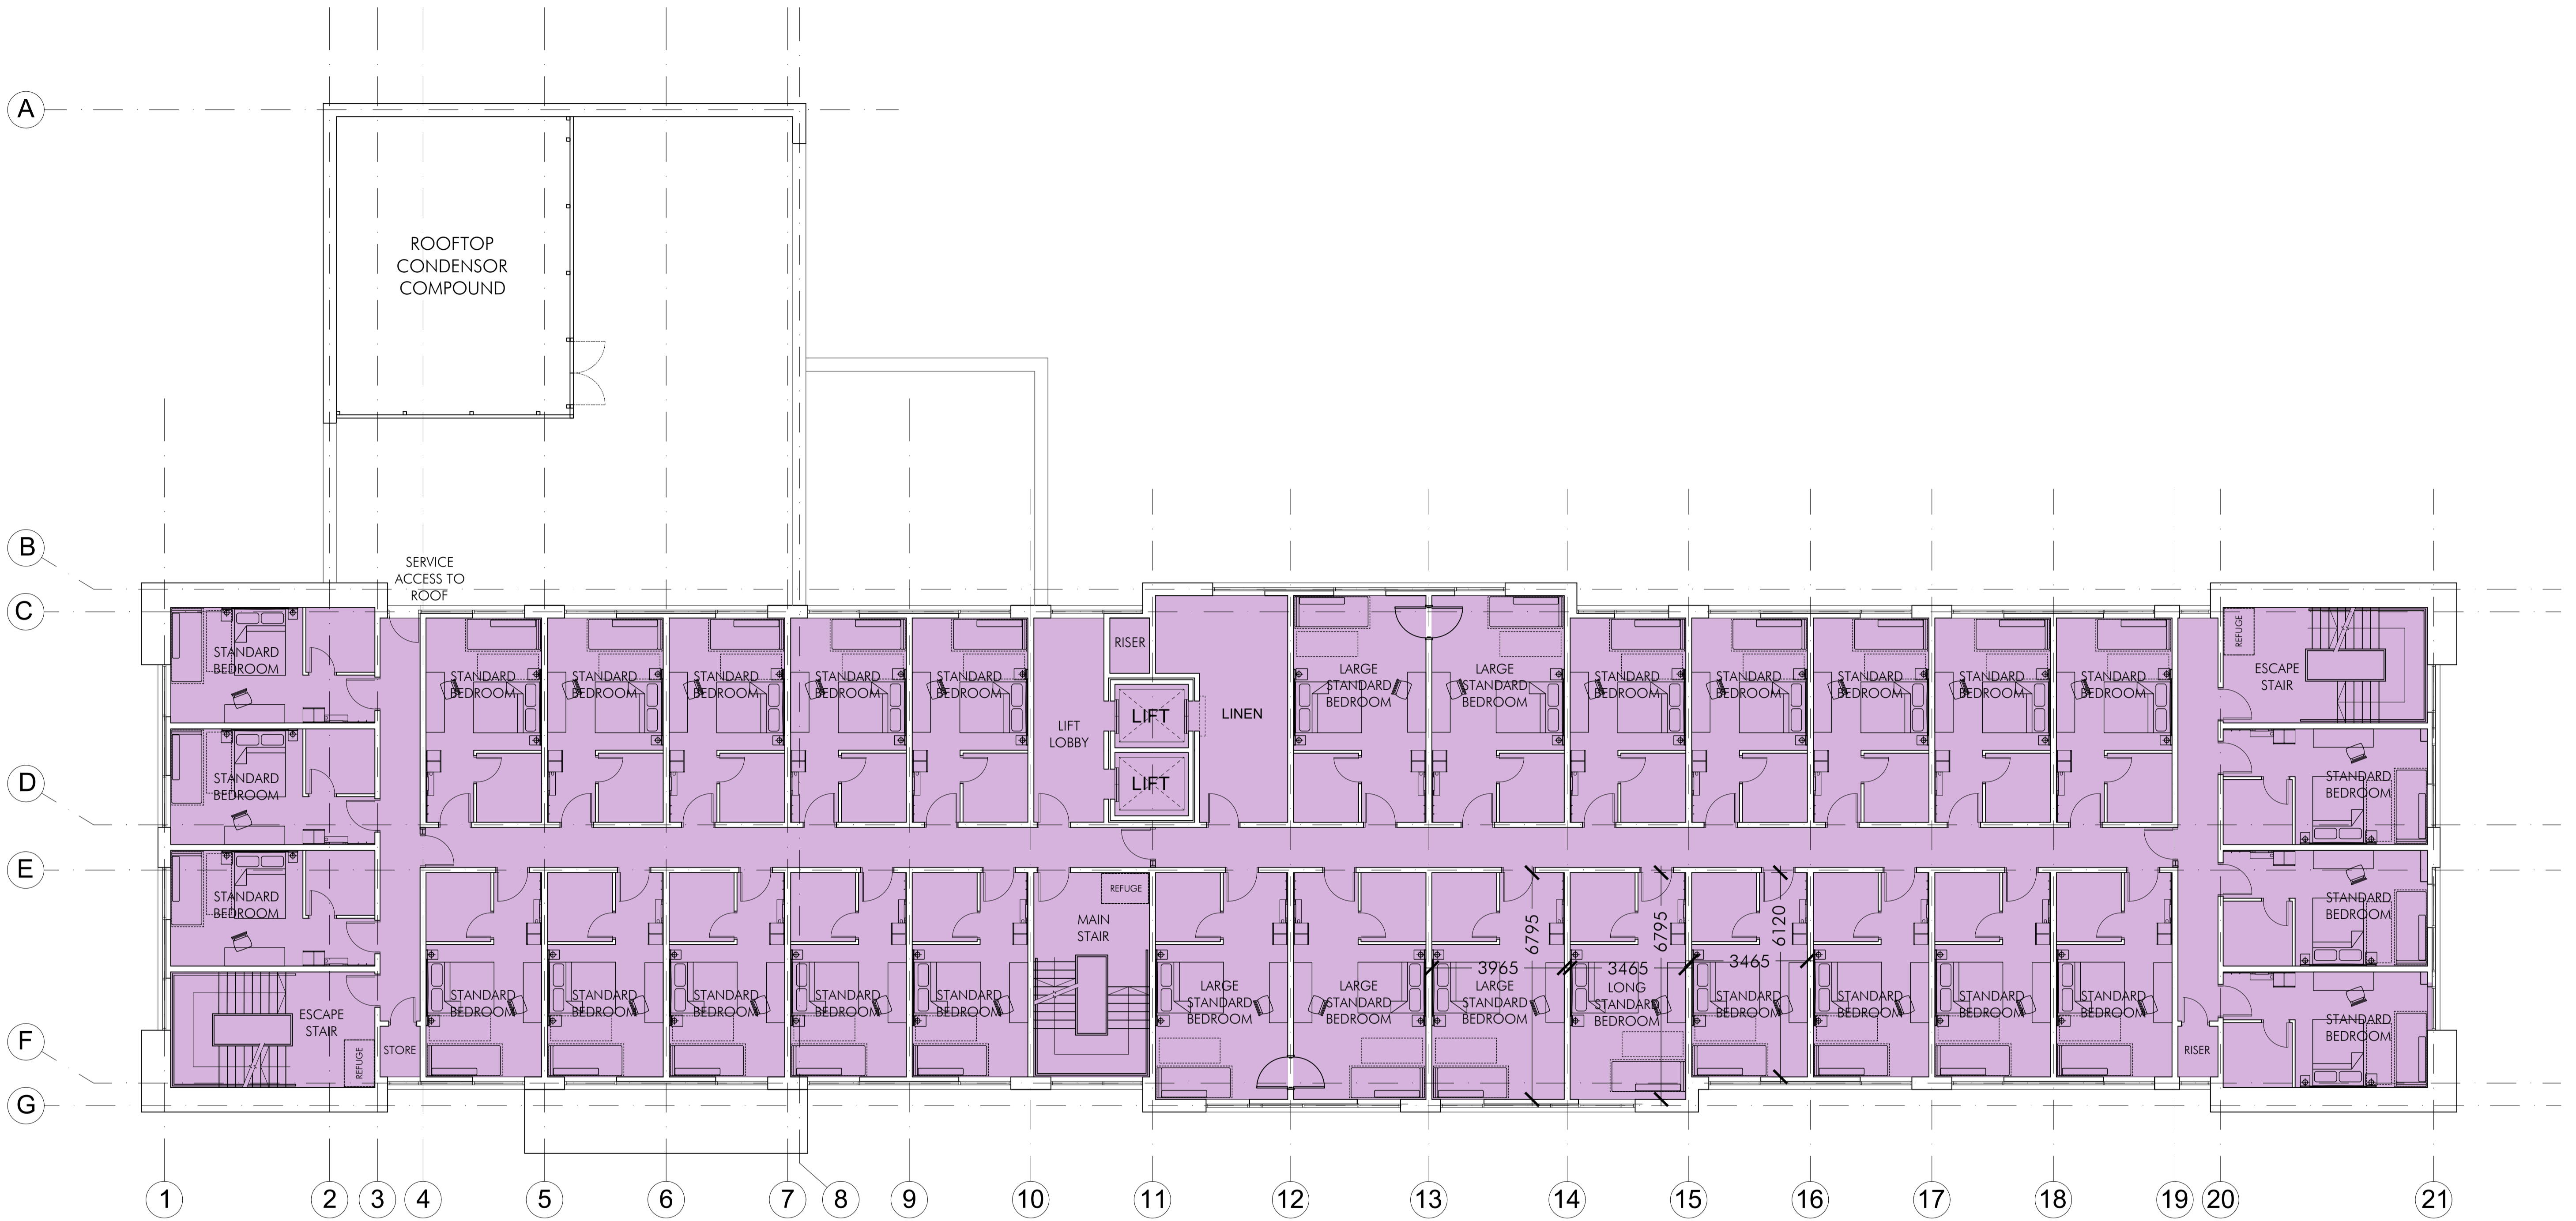 A
ROOFTOP
CONDENSOR
COMPOUND
B
SERVICE
ACCESS TO
ROOF
C
STANDARD
BEDROOM
STANDARD
BEDROOM
STANDARD
BEDROOM
STANDARD
BEDROOM
STANDARD
BEDROOM
STANDARD
BEDROOM
LIFT
LOBBY
RISER
LIFT
LIFT
LINEN
LARGE
STANDARD
BEDROOM
LARGE
STANDARD
BEDROOM
STANDARD
BEDROOM
STANDARD
BEDROOM
STANDARD
BEDROOM
STANDARD
BEDROOM
STANDARD
BEDROOM
REFUGE
ESCAPE
STAIR
D
STANDARD
BEDROOM
STANDARD
BEDROOM
E
STANDARD
BEDROOM
REFUGE
MAIN
STAIR
6795
6795
6120
3965
3465
3465
STANDARD
BEDROOM
ESCAPE
STAIR
REFUGE
STORE
STANDARD
BEDROOM
STANDARD
BEDROOM
STANDARD
BEDROOM
STANDARD
BEDROOM
STANDARD
BEDROOM
LARGE
STANDARD
BEDROOM
LARGE
STANDARD
BEDROOM
LARGE
STANDARD
BEDROOM
LONG
STANDARD
BEDROOM
STANDARD
BEDROOM
STANDARD
BEDROOM
STANDARD
BEDROOM
STANDARD
BEDROOM
RISER
STANDARD
BEDROOM
F
G
1 2 3 4 5 6 7 8 9 10 11 12 13 14 15 16 17 18 19 20 21